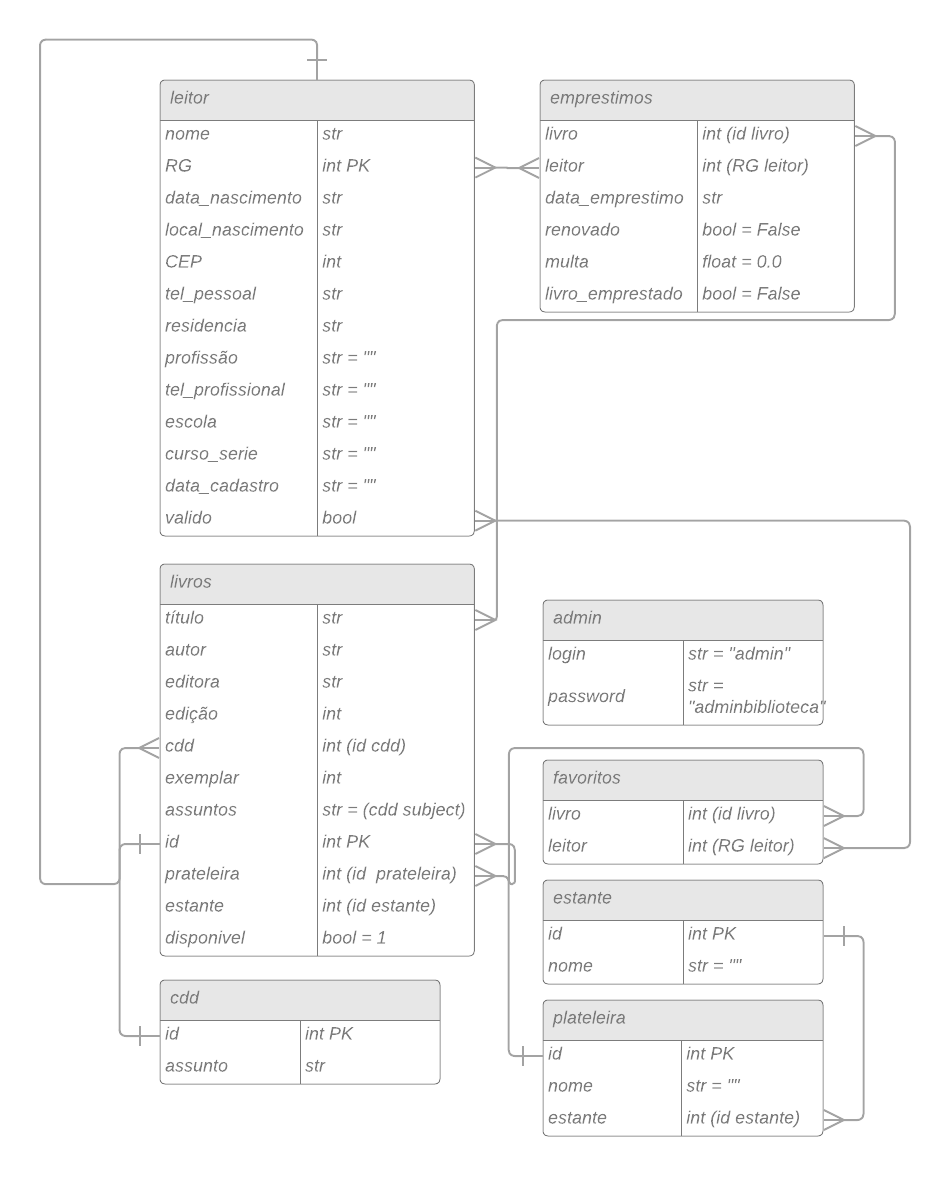 leitor
nome str
RG int PK
data_nascimento str
local_nascimento str
CEP int
tel_pessoal str
residencia str
profissão str = ""
tel_profissional str = ""
escola str = ""
curso_serie str = ""
data_cadastro str = ""
valido bool
emprestimos
livro int (id livro)
leitor int (RG leitor)
data_emprestimo str
renovado bool = False
multa float = 0.0
livro_emprestado bool = False
livros
título str
autor str
editora str
edição int
cdd int (id cdd)
exemplar int
assuntos str = (cdd subject)
id int PK
prateleira int (id prateleira)
estante int (id estante)
disponivel bool = 1
admin
login str = "admin"
password str =
"adminbiblioteca"
favoritos
livro int (id livro)
leitor int (RG leitor)
estante
id int PK
nome str = ""
cdd
id int PK
assunto str
plateleira
id int PK
nome str = ""
estante int (id estante)